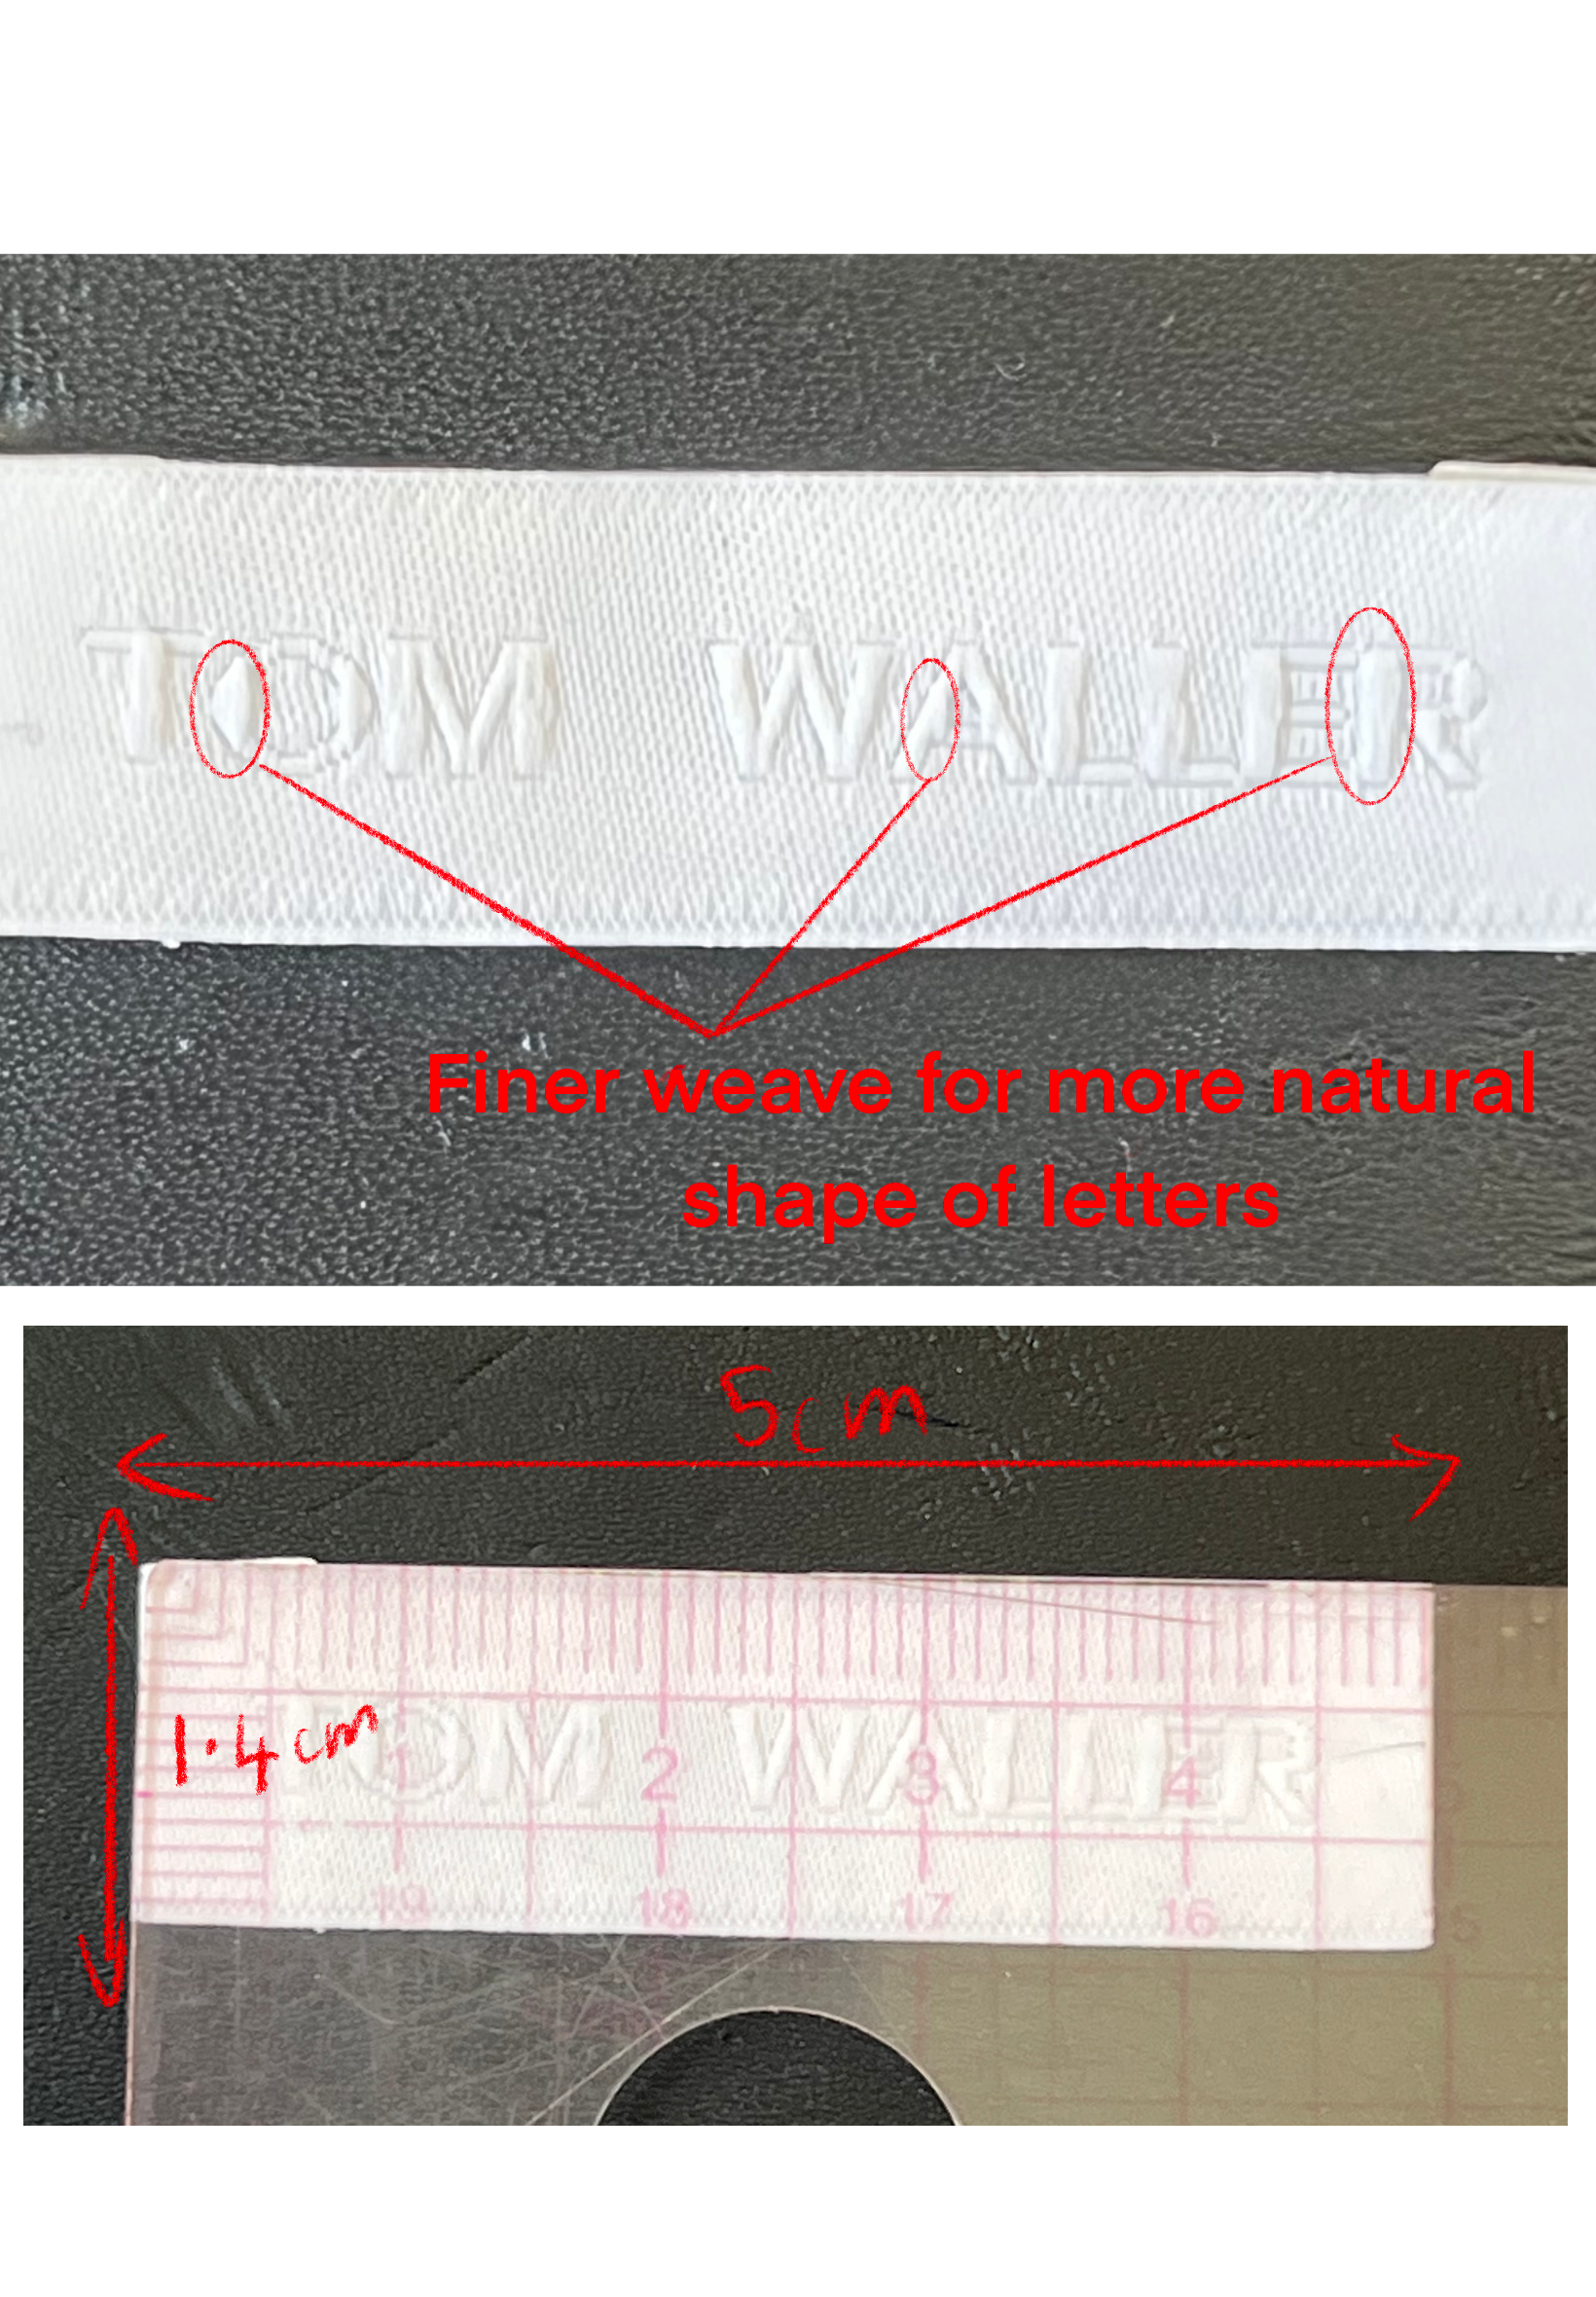 TOM WALLER
Finer weave for more natural
shape of letters
5cm
1.4cm
TOM WALLER
1 2 3 4
19 18 17 16